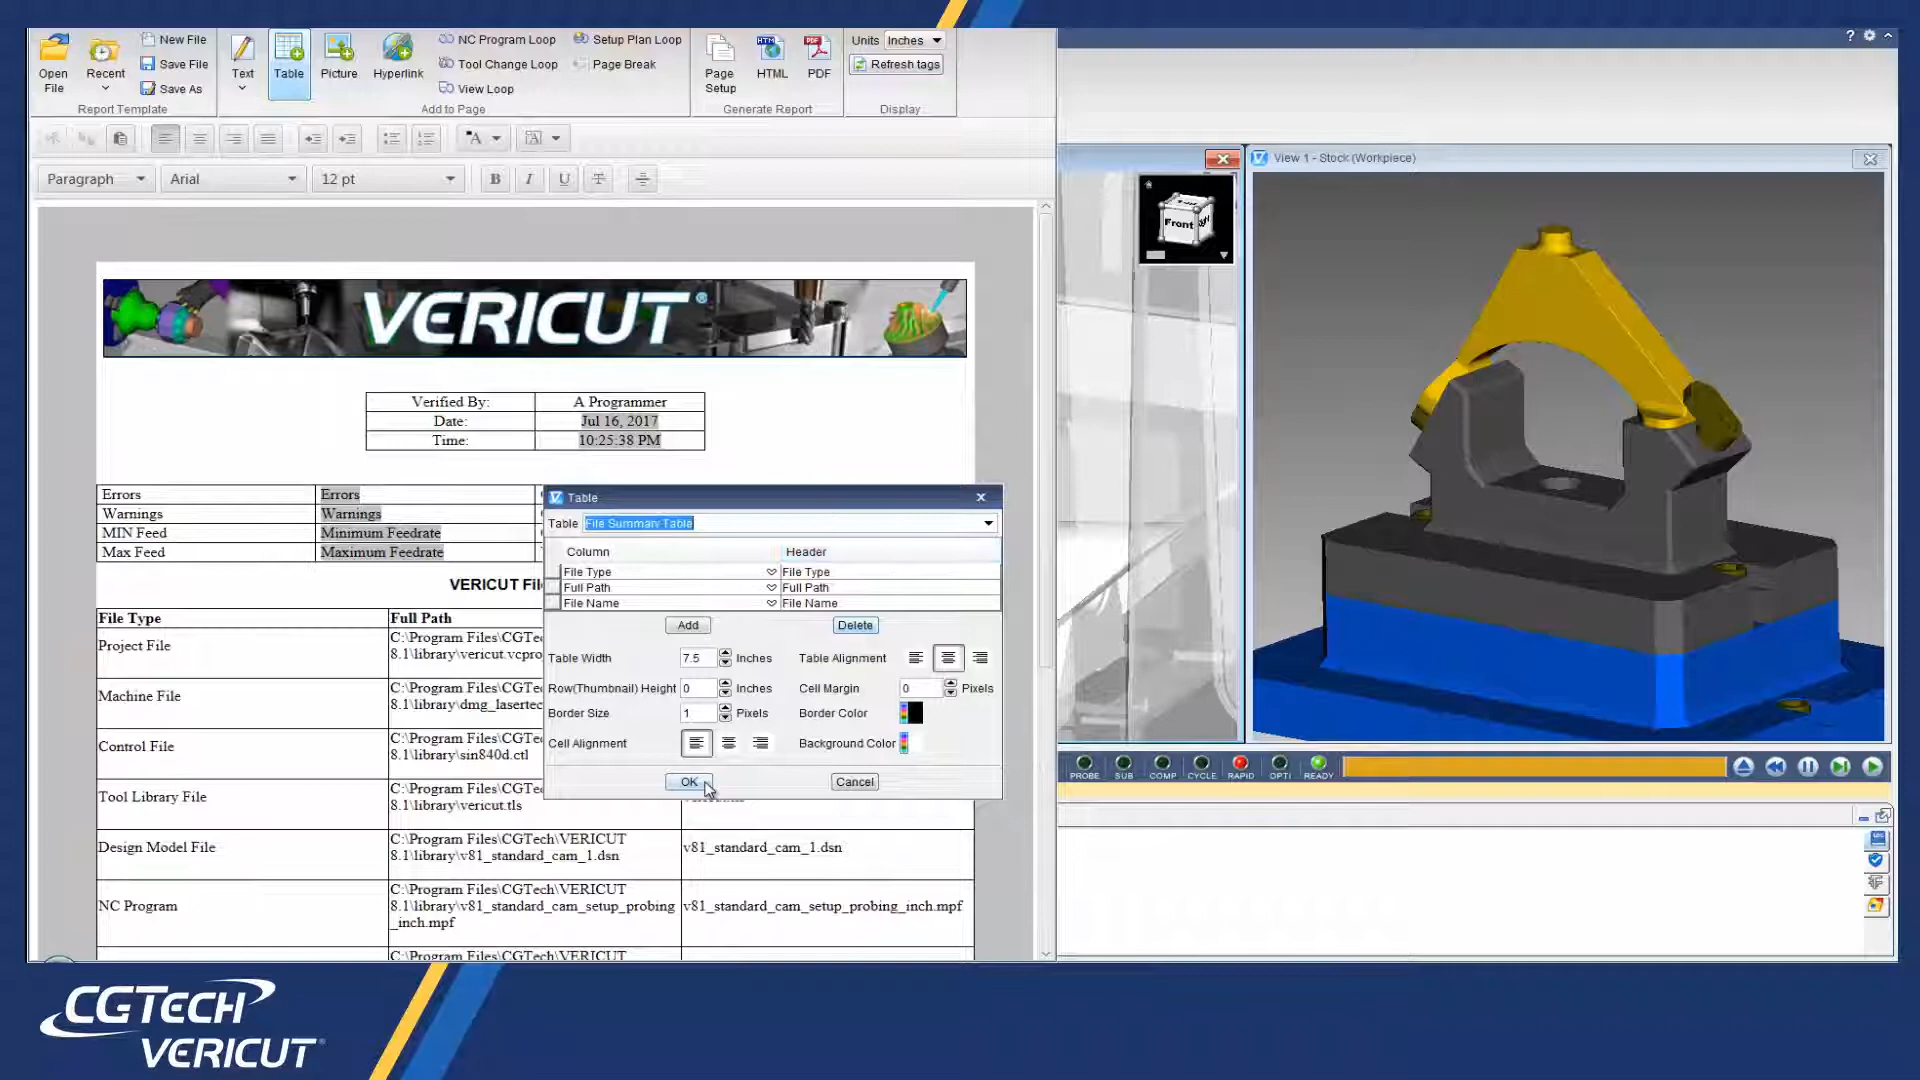 Open File
Recent
New File
Save File
Save As
Report Template
Text
Table
Picture
Hyperlink
NC Program Loop
Tool Change Loop
View Loop
Setup Plan Loop
Page Break
Add to Page
Page Setup
HTML
PDF
Generate Report
Units Inches
Refresh tags
Display
Paragraph
Arial
12 pt
B I U
VERICUT®
Verified By: A Programmer
Date: Jul 16, 2017
Time: 10:25:38 PM
Errors Errors
Warnings Warnings
MIN Feed Minimum Feedrate
Max Feed Maximum Feedrate
VERICUT Fil
File Type Full Path
Project File
C:\Program Files\CGTec
8.1\library\vericut.vcpro
Machine File
C:\Program Files\CGTec
8.1\library\dmg_lasertec
Control File
C:\Program Files\CGTec
8.1\library\sin840d.ctl
Tool Library File
C:\Program Files\CGTec
8.1\library\vericut.tls
Design Model File
C:\Program Files\CGTech\VERICUT
8.1\library\v81_standard_cam_1.dsn
v81_standard_cam_1.dsn
NC Program
C:\Program Files\CGTech\VERICUT
8.1\library\v81_standard_cam_setup_probing
_inch.mpf
v81_standard_cam_setup_probing_inch.mpf
C:\Program Files\CGTech\VERICUT
Table
Table File Summary Table
Column Header
File Type File Type
Full Path Full Path
File Name File Name
Add Delete
Table Width 7.5 Inches Table Alignment
Row(Thumbnail) Height 0 Inches Cell Margin 0 Pixels
Border Size 1 Pixels Border Color
Cell Alignment Background Color
OK Cancel
Front
View 1 - Stock (Workpiece)
PROBE SUB COMP CYCLE RAPID OPTI READY
CGTECH
VERICUT